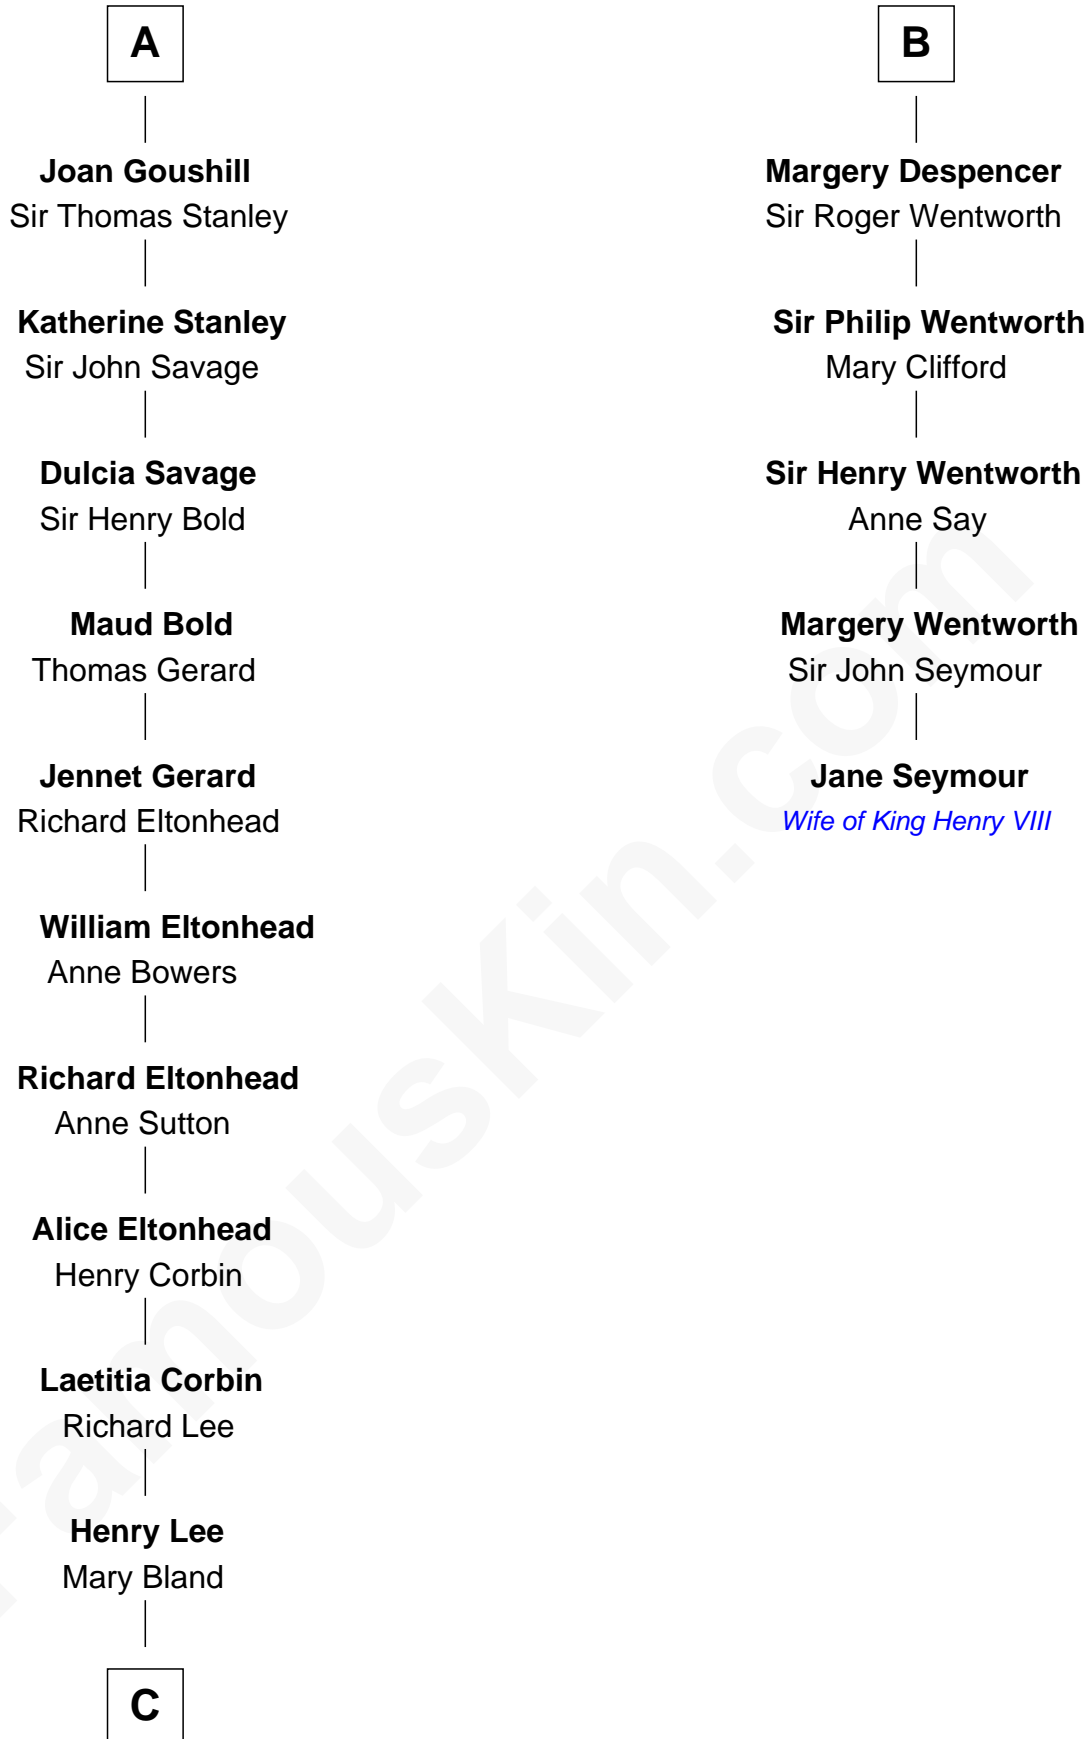 A
Joan Goushill
Sir Thomas Stanley
Katherine Stanley
Sir John Savage
Dulcia Savage
Sir Henry Bold
Maud Bold
Thomas Gerard
Jennet Gerard
Richard Eltonhead
William Eltonhead
Anne Bowers
Richard Eltonhead
Anne Sutton
Alice Eltonhead
Henry Corbin
Laetitia Corbin
Richard Lee
Henry Lee
Mary Bland
C
B
Margery Despencer
Sir Roger Wentworth
Sir Philip Wentworth
Mary Clifford
Sir Henry Wentworth
Anne Say
Margery Wentworth
Sir John Seymour
Jane Seymour
Wife of King Henry VIII
FamousKin.com